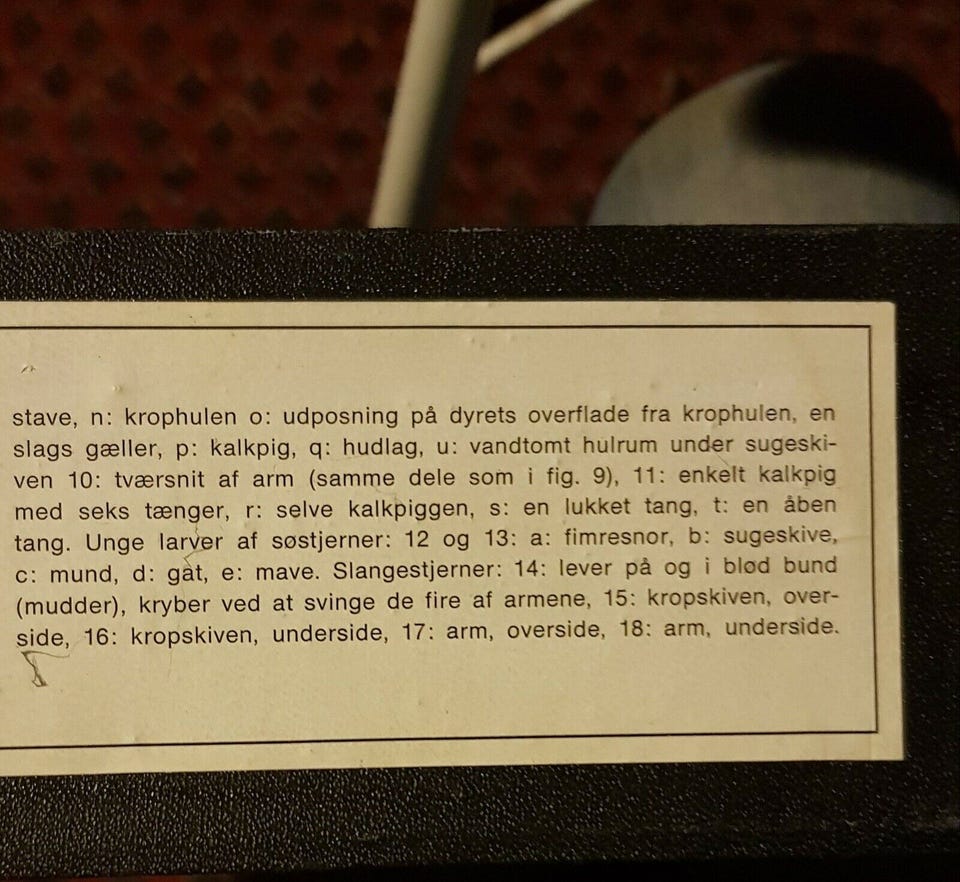 stave, n: krophulen o: udposning på dyrets overflade fra krophulen, en
slags gæller, p: kalkpig, q: hudlag, u: vandtomt hulrum under sugeski-
ven 10: tværsnit af arm (samme dele som i fig. 9), 11: enkelt kalkpig
med seks tænger, r: selve kalkpiggen, s: en lukket tang, t: en åben
tang. Unge larver af søstjerner: 12 og 13: a: fimresnor, b: sugeskive,
c: mund, d: gat, e: mave. Slangestjerner: 14: lever på og i blød bund
(mudder), kryber ved at svinge de fire af armene, 15: kropskiven, over-
side, 16: kropskiven, underside, 17: arm, overside, 18: arm, underside.